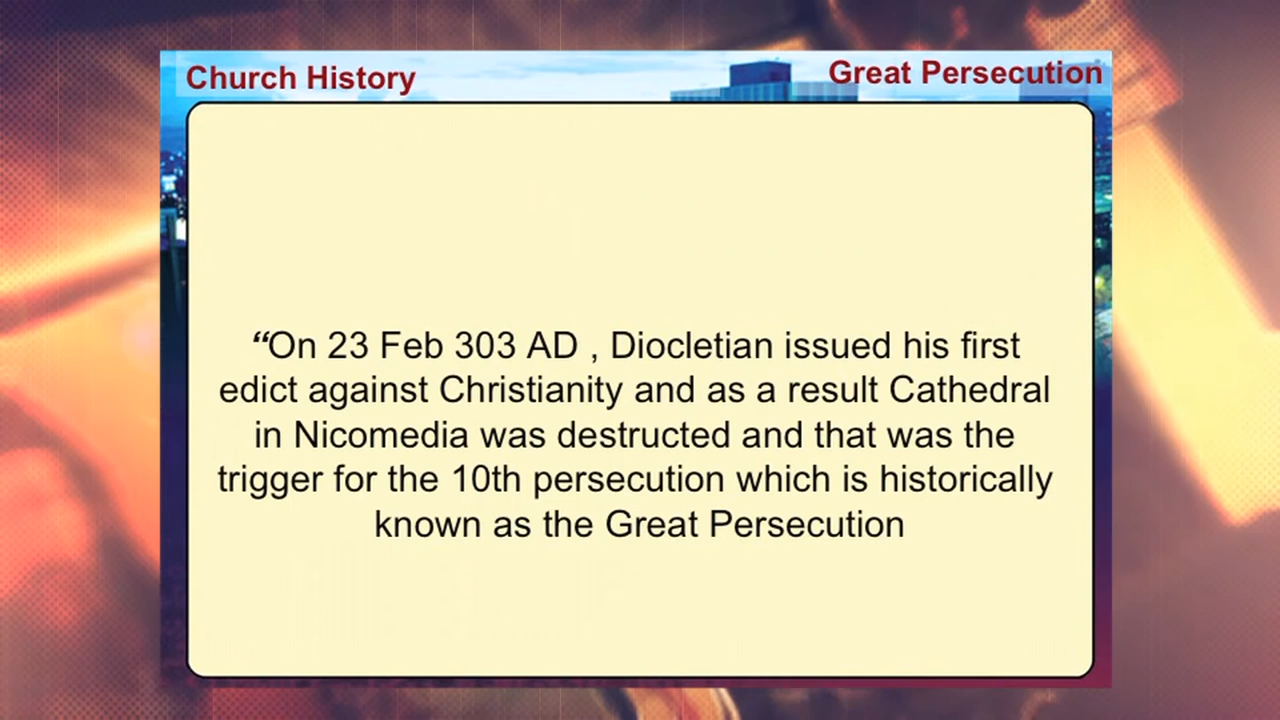 Church History
Great Persecution
“On 23 Feb 303 AD , Diocletian issued his first
edict against Christianity and as a result Cathedral
in Nicomedia was destructed and that was the
trigger for the 10th persecution which is historically
known as the Great Persecution